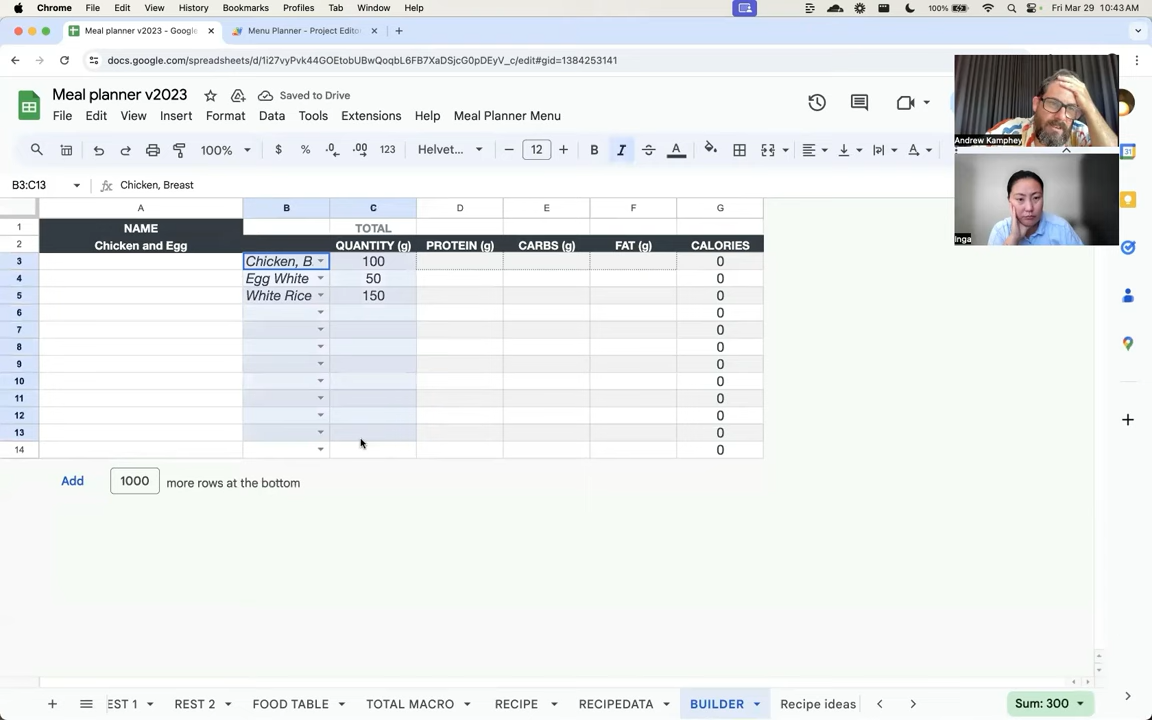 Chrome File Edit View History Bookmarks Profiles Tab Window Help 100% Fri Mar 29 10:43 AM
Meal planner v2023 - Google Menu Planner - Project Edito
docs.google.com/spreadsheets/d/1i27vyPvk44GOEtobUBwQoqbL6FB7XaDSjcG0pDEyV_c/edit#gid=1384253141
Meal planner v2023 Saved to Drive
File Edit View Insert Format Data Tools Extensions Help Meal Planner Menu
100% $ % .0 .00 123 Helvet... 12 B I S A
Andrew Kamphey
Inga
B3:C13 fx Chicken, Breast
A B C D E F G
1 NAME TOTAL
2 Chicken and Egg QUANTITY (g) PROTEIN (g) CARBS (g) FAT (g) CALORIES
3 Chicken, B 100 0
4 Egg White 50 0
5 White Rice 150 0
6 0
7 0
8 0
9 0
10 0
11 0
12 0
13 0
14 0
Add 1000 more rows at the bottom
EST 1 REST 2 FOOD TABLE TOTAL MACRO RECIPE RECIPEDATA BUILDER Recipe ideas Sum: 300